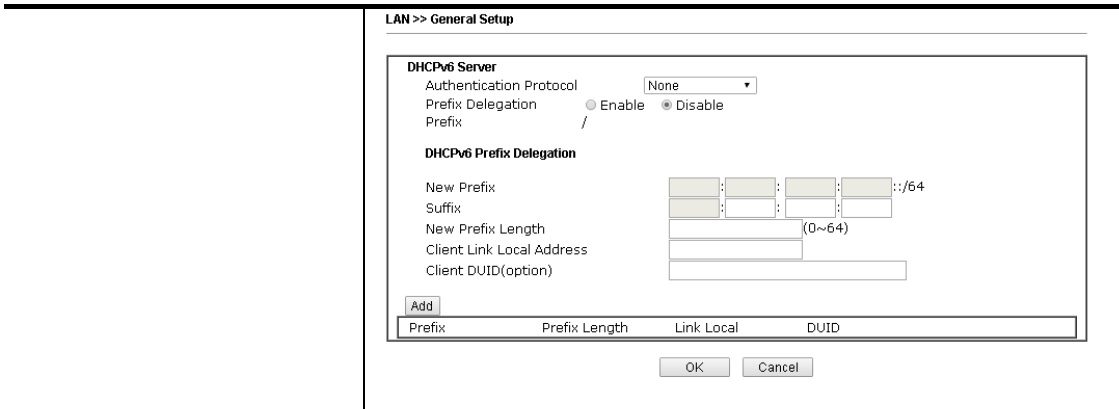 LAN >> General Setup
DHCPv6 Server
Authentication Protocol None
Prefix Delegation Enable Disable
Prefix /
DHCPv6 Prefix Delegation
New Prefix : : : ::/64
Suffix : : :
New Prefix Length (0~64)
Client Link Local Address
Client DUID(option)
Add
Prefix Prefix Length Link Local DUID
OK Cancel